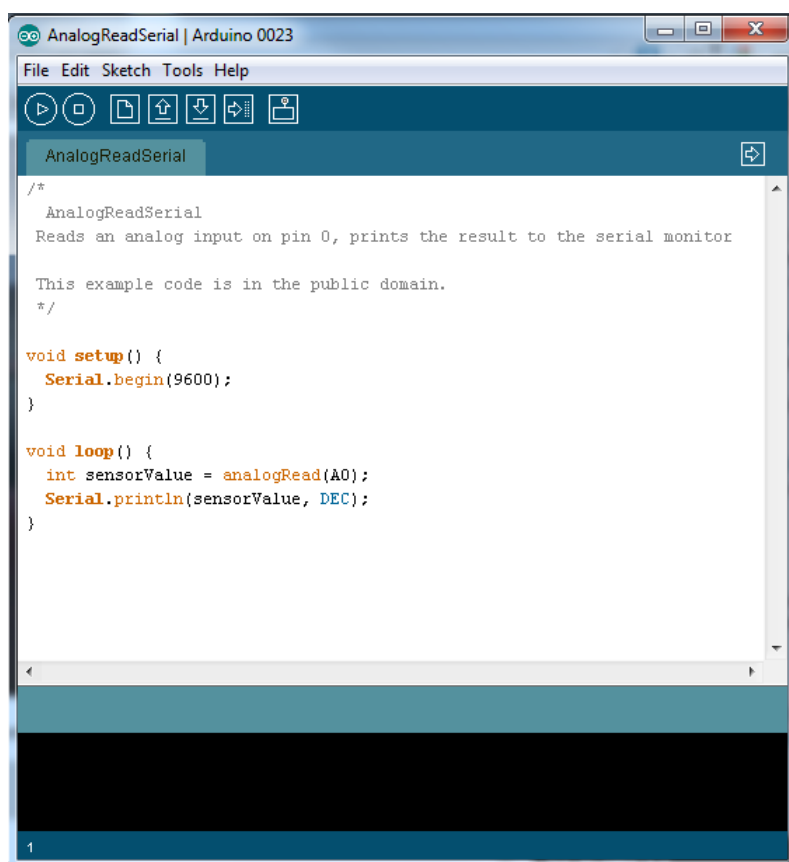 AnalogReadSerial | Arduino 0023
File Edit Sketch Tools Help
AnalogReadSerial
/*
  AnalogReadSerial
 Reads an analog input on pin 0, prints the result to the serial monitor

 This example code is in the public domain.
 */

void setup() {
  Serial.begin(9600);
}

void loop() {
  int sensorValue = analogRead(A0);
  Serial.println(sensorValue, DEC);
}
1